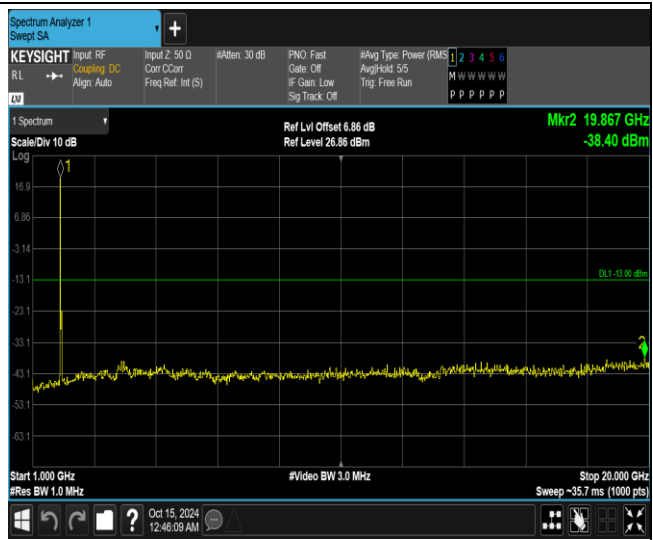 Spectrum Analyzer 1
Swept SA
+
KEYSIGHT Input: RF Input Z: 50 Ω #Atten: 30 dB PNO: Fast #Avg Type: Power (RMS 1 2 3 4 5 6
RL Coupling: DC Corr CCorr Gate: Off Avg|Hold: 5/5 M W W W W W
Align: Auto Freq Ref: Int (S) IF Gain: Low Trig: Free Run
LXI Sig Track: Off P P P P P P
1 Spectrum Ref Lvl Offset 6.86 dB Mkr2 19.867 GHz
Scale/Div 10 dB Ref Level 26.86 dBm -38.40 dBm
Log
1
16.9
6.86
-3.14
-13.1 DL1 -13.00 dBm
-23.1
-33.1
2
-43.1
-53.1
-63.1
Start 1.000 GHz #Video BW 3.0 MHz Stop 20.000 GHz
#Res BW 1.0 MHz Sweep ~35.7 ms (1000 pts)
? Oct 15, 2024
12:46:09 AM